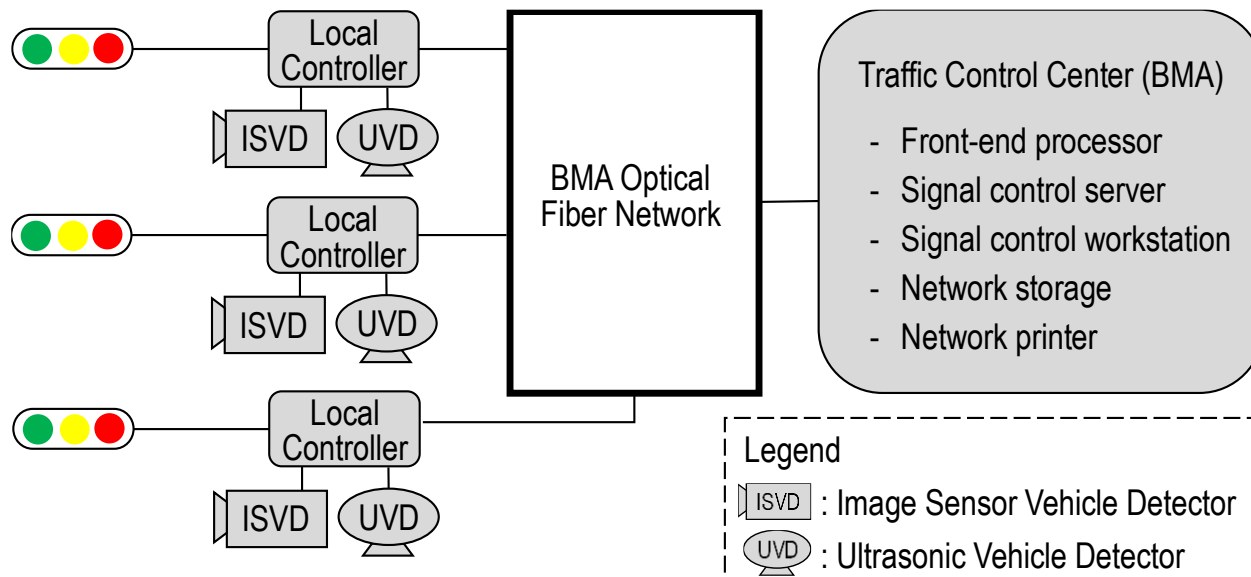 Local
Controller
ISVD
UVD
Local
Controller
ISVD
UVD
Local
Controller
ISVD
UVD
BMA Optical
Fiber Network
Traffic Control Center (BMA)
- Front-end processor
- Signal control server
- Signal control workstation
- Network storage
- Network printer
Legend
ISVD : Image Sensor Vehicle Detector
UVD : Ultrasonic Vehicle Detector